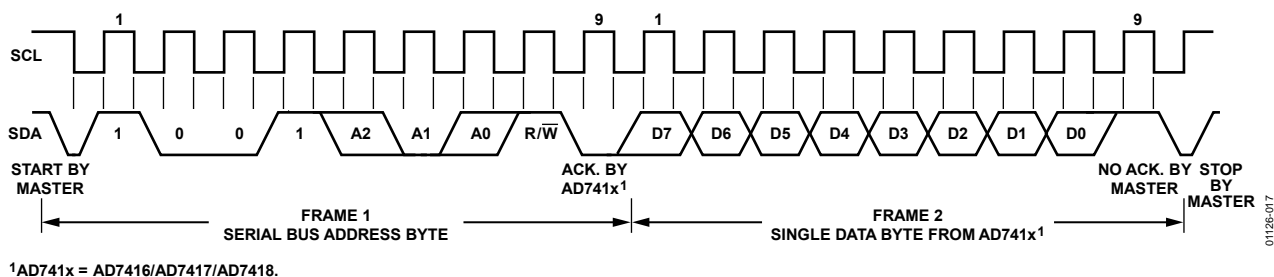 1 9 1 9
SCL
SDA 1 0 0 1 A2 A1 A0 R/W̅ D7 D6 D5 D4 D3 D2 D1 D0
START BY
MASTER
ACK. BY
AD741x¹
NO ACK. BY
MASTER
STOP
BY
MASTER
FRAME 1
SERIAL BUS ADDRESS BYTE
FRAME 2
SINGLE DATA BYTE FROM AD741x¹
01126-017
¹AD741x = AD7416/AD7417/AD7418.